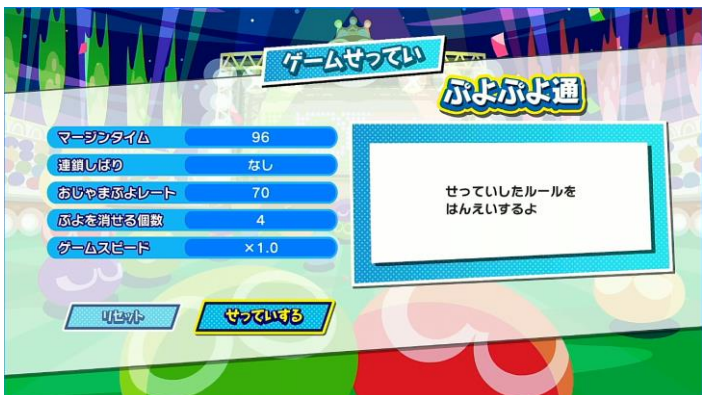 ゲームせってい
ぷよぷよ通
マージンタイム 96
連鎖しばり なし
おじゃまぷよレート 70
ぷよを消せる個数 4
ゲームスピード ×1.0
せっていしたルールを
はんえいするよ
リセット
せっていする